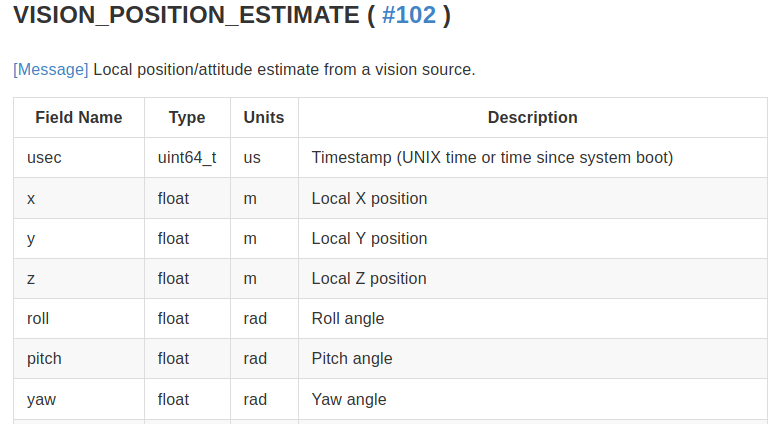 VISION_POSITION_ESTIMATE ( #102 )
[Message] Local position/attitude estimate from a vision source.
Field Name Type Units Description
usec uint64_t us Timestamp (UNIX time or time since system boot)
x float m Local X position
y float m Local Y position
z float m Local Z position
roll float rad Roll angle
pitch float rad Pitch angle
yaw float rad Yaw angle